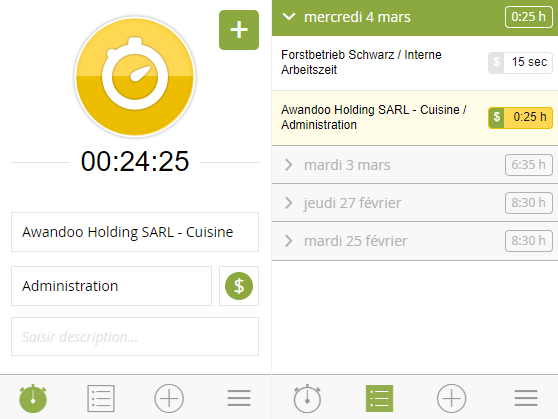 +
00:24:25
Awandoo Holding SARL - Cuisine
Administration
$
Saisir description...
mercredi 4 mars
0:25 h
Forstbetrieb Schwarz / Interne
Arbeitszeit
$ 15 sec
Awandoo Holding SARL - Cuisine /
Administration
$ 0:25 h
mardi 3 mars
6:35 h
jeudi 27 février
8:30 h
mardi 25 février
8:30 h